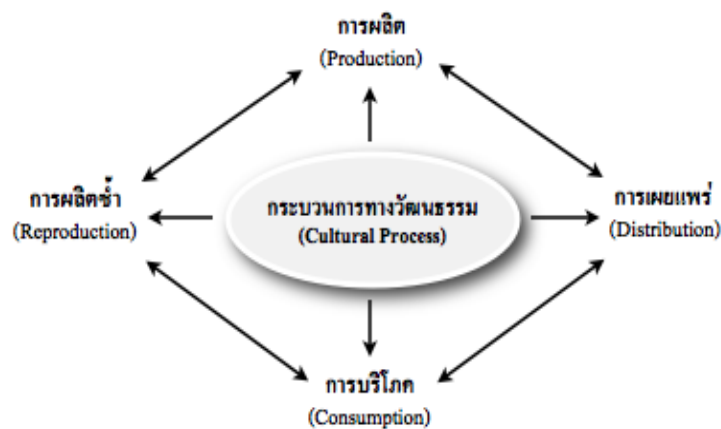 การผลิต
(Production)
การผลิตซ้ำ
(Reproduction)
กระบวนการทางวัฒนธรรม
(Cultural Process)
การเผยแพร่
(Distribution)
การบริโภค
(Consumption)